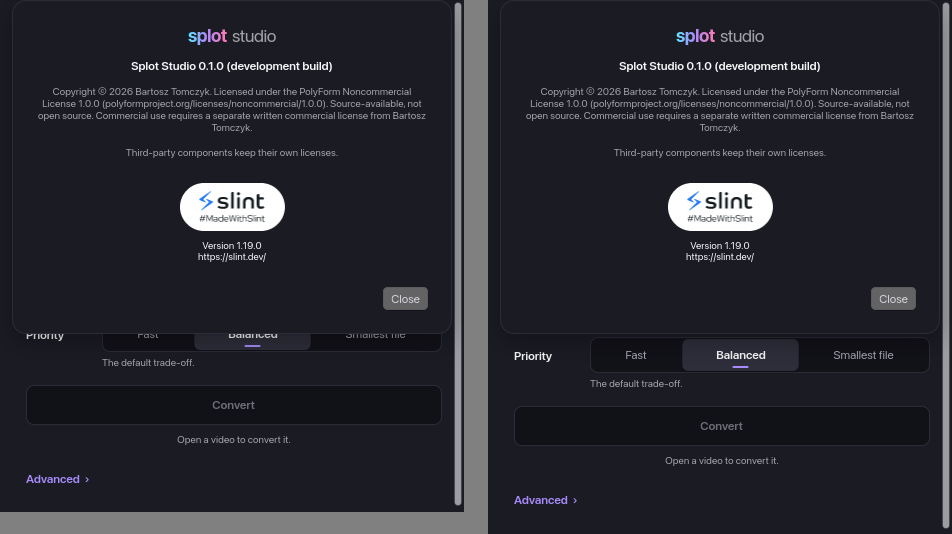 splot studio
Splot Studio 0.1.0 (development build)
Copyright © 2026 Bartosz Tomczyk. Licensed under the PolyForm Noncommercial
License 1.0.0 (polyformproject.org/licenses/noncommercial/1.0.0). Source-available, not
open source. Commercial use requires a separate written commercial license from Bartosz
Tomczyk.
Third-party components keep their own licenses.
slint
#MadeWithSlint
Version 1.19.0
https://slint.dev/
Close
Priority
Fast
Balanced
Smallest file
The default trade-off.
Convert
Open a video to convert it.
Advanced ›
splot studio
Splot Studio 0.1.0 (development build)
Copyright © 2026 Bartosz Tomczyk. Licensed under the PolyForm Noncommercial
License 1.0.0 (polyformproject.org/licenses/noncommercial/1.0.0). Source-available, not
open source. Commercial use requires a separate written commercial license from Bartosz
Tomczyk.
Third-party components keep their own licenses.
slint
#MadeWithSlint
Version 1.19.0
https://slint.dev/
Close
Priority
Fast
Balanced
Smallest file
The default trade-off.
Convert
Open a video to convert it.
Advanced ›